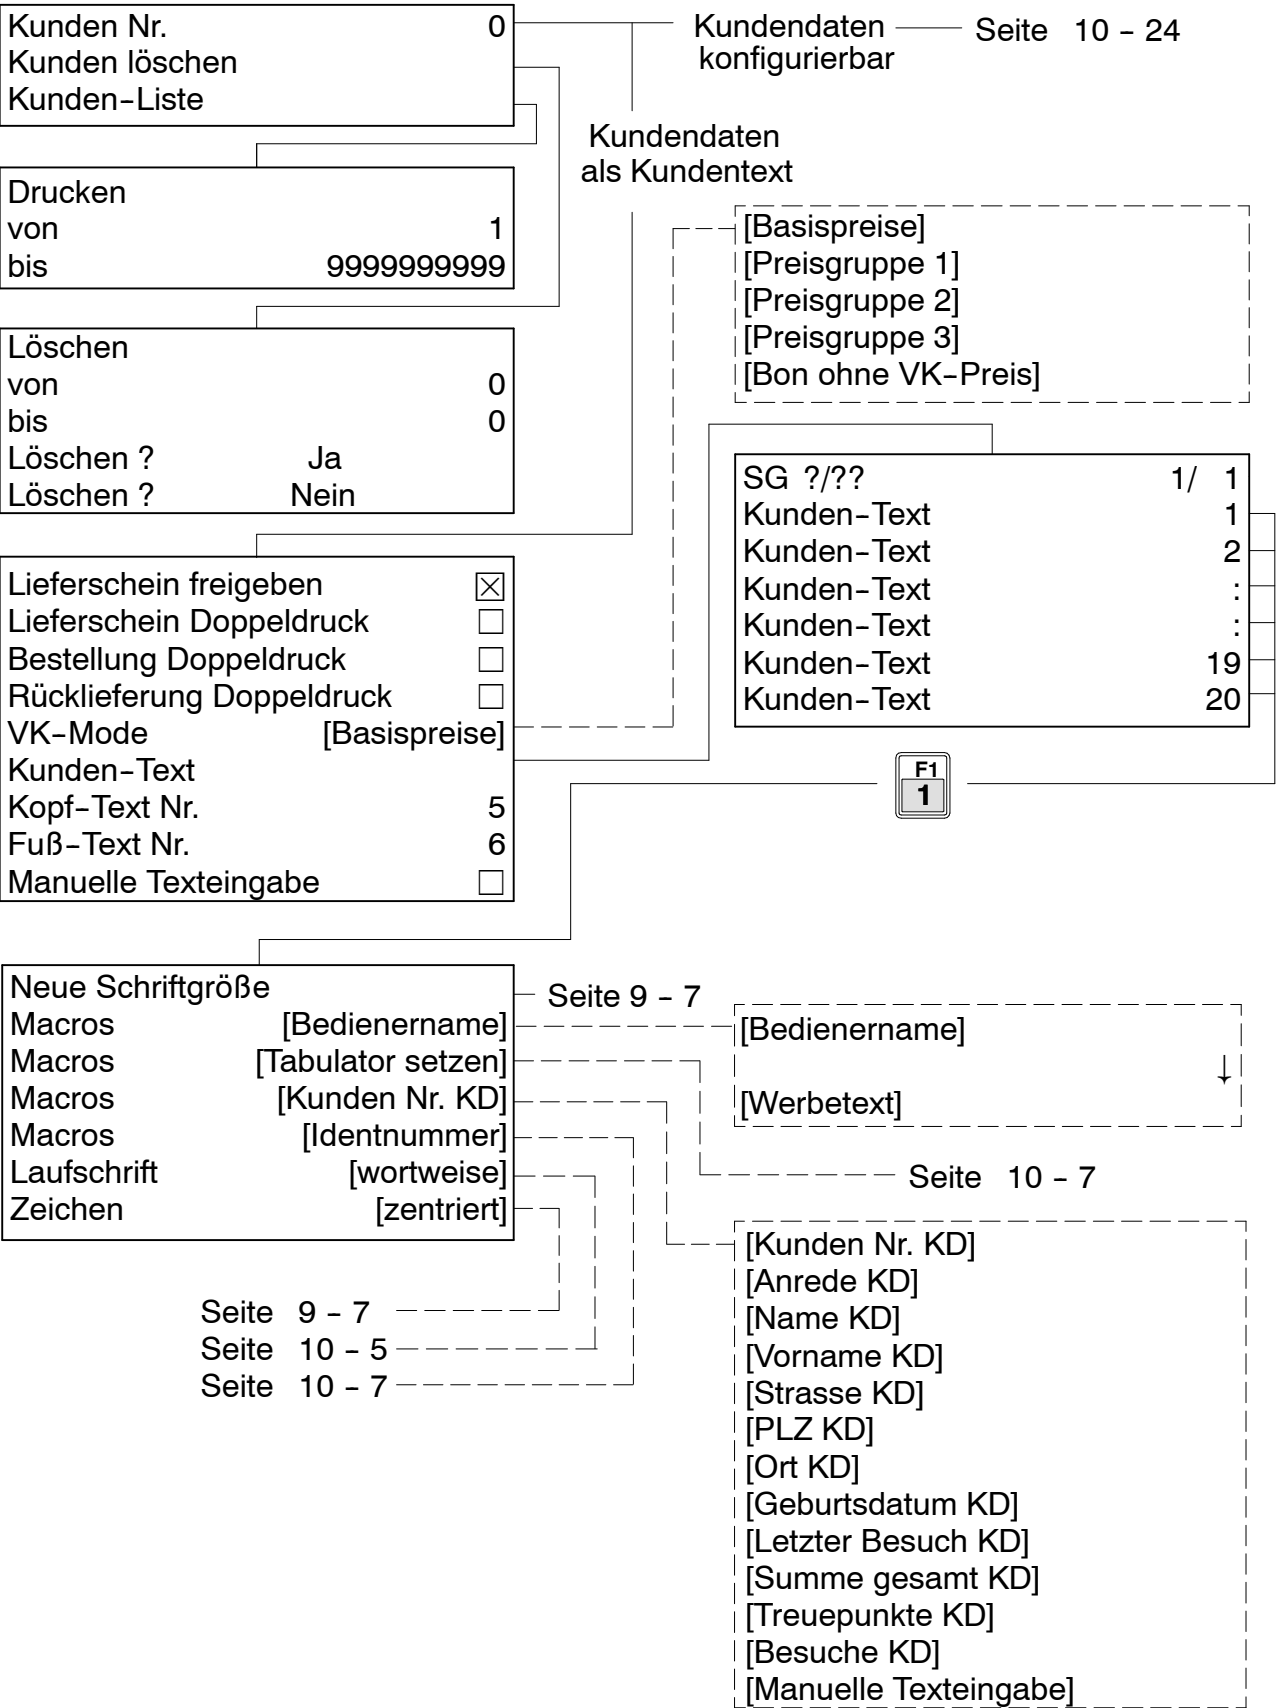 Kunden Nr. 0
Kunden löschen
Kunden-Liste
Kundendaten
konfigurierbar
Seite 10 - 24
Kundendaten
als Kundentext
Drucken
von 1
bis 9999999999
Löschen
von 0
bis 0
Löschen ? Ja
Löschen ? Nein
[Basispreise]
[Preisgruppe 1]
[Preisgruppe 2]
[Preisgruppe 3]
[Bon ohne VK-Preis]
SG ?/?? 1/ 1
Kunden-Text 1
Kunden-Text 2
Kunden-Text :
Kunden-Text :
Kunden-Text 19
Kunden-Text 20
Lieferschein freigeben
Lieferschein Doppeldruck
Bestellung Doppeldruck
Rücklieferung Doppeldruck
VK-Mode [Basispreise]
Kunden-Text
Kopf-Text Nr. 5
Fuß-Text Nr. 6
Manuelle Texteingabe
F1
1
Neue Schriftgröße
Macros [Bedienername]
Macros [Tabulator setzen]
Macros [Kunden Nr. KD]
Macros [Identnummer]
Laufschrift [wortweise]
Zeichen [zentriert]
Seite 9 - 7
[Bedienername]
↓
[Werbetext]
Seite 10 - 7
Seite 9 - 7
Seite 10 - 5
Seite 10 - 7
[Kunden Nr. KD]
[Anrede KD]
[Name KD]
[Vorname KD]
[Strasse KD]
[PLZ KD]
[Ort KD]
[Geburtsdatum KD]
[Letzter Besuch KD]
[Summe gesamt KD]
[Treuepunkte KD]
[Besuche KD]
[Manuelle Texteingabe]